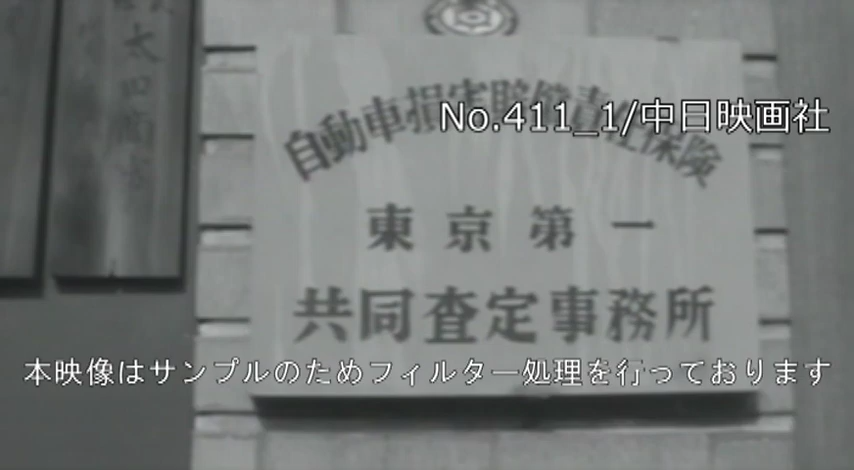 No.411_1/中日映画社
自動車損害賠償責任保険
東京第一
共同査定事務所
本映像はサンプルのためフィルター処理を行っております